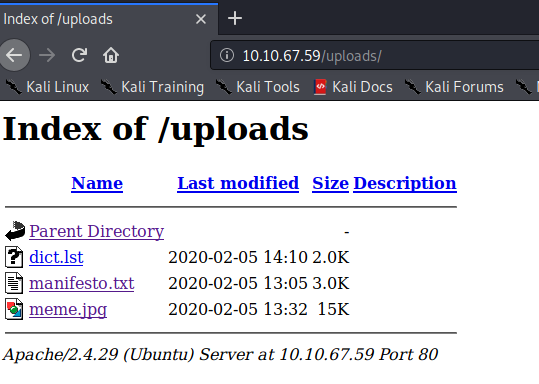 Index of /uploads
10.10.67.59/uploads/
Kali Linux Kali Training Kali Tools Kali Docs Kali Forums
Index of /uploads
Name Last modified Size Description
Parent Directory -
dict.lst 2020-02-05 14:10 2.0K
manifesto.txt 2020-02-05 13:05 3.0K
meme.jpg 2020-02-05 13:32 15K
Apache/2.4.29 (Ubuntu) Server at 10.10.67.59 Port 80